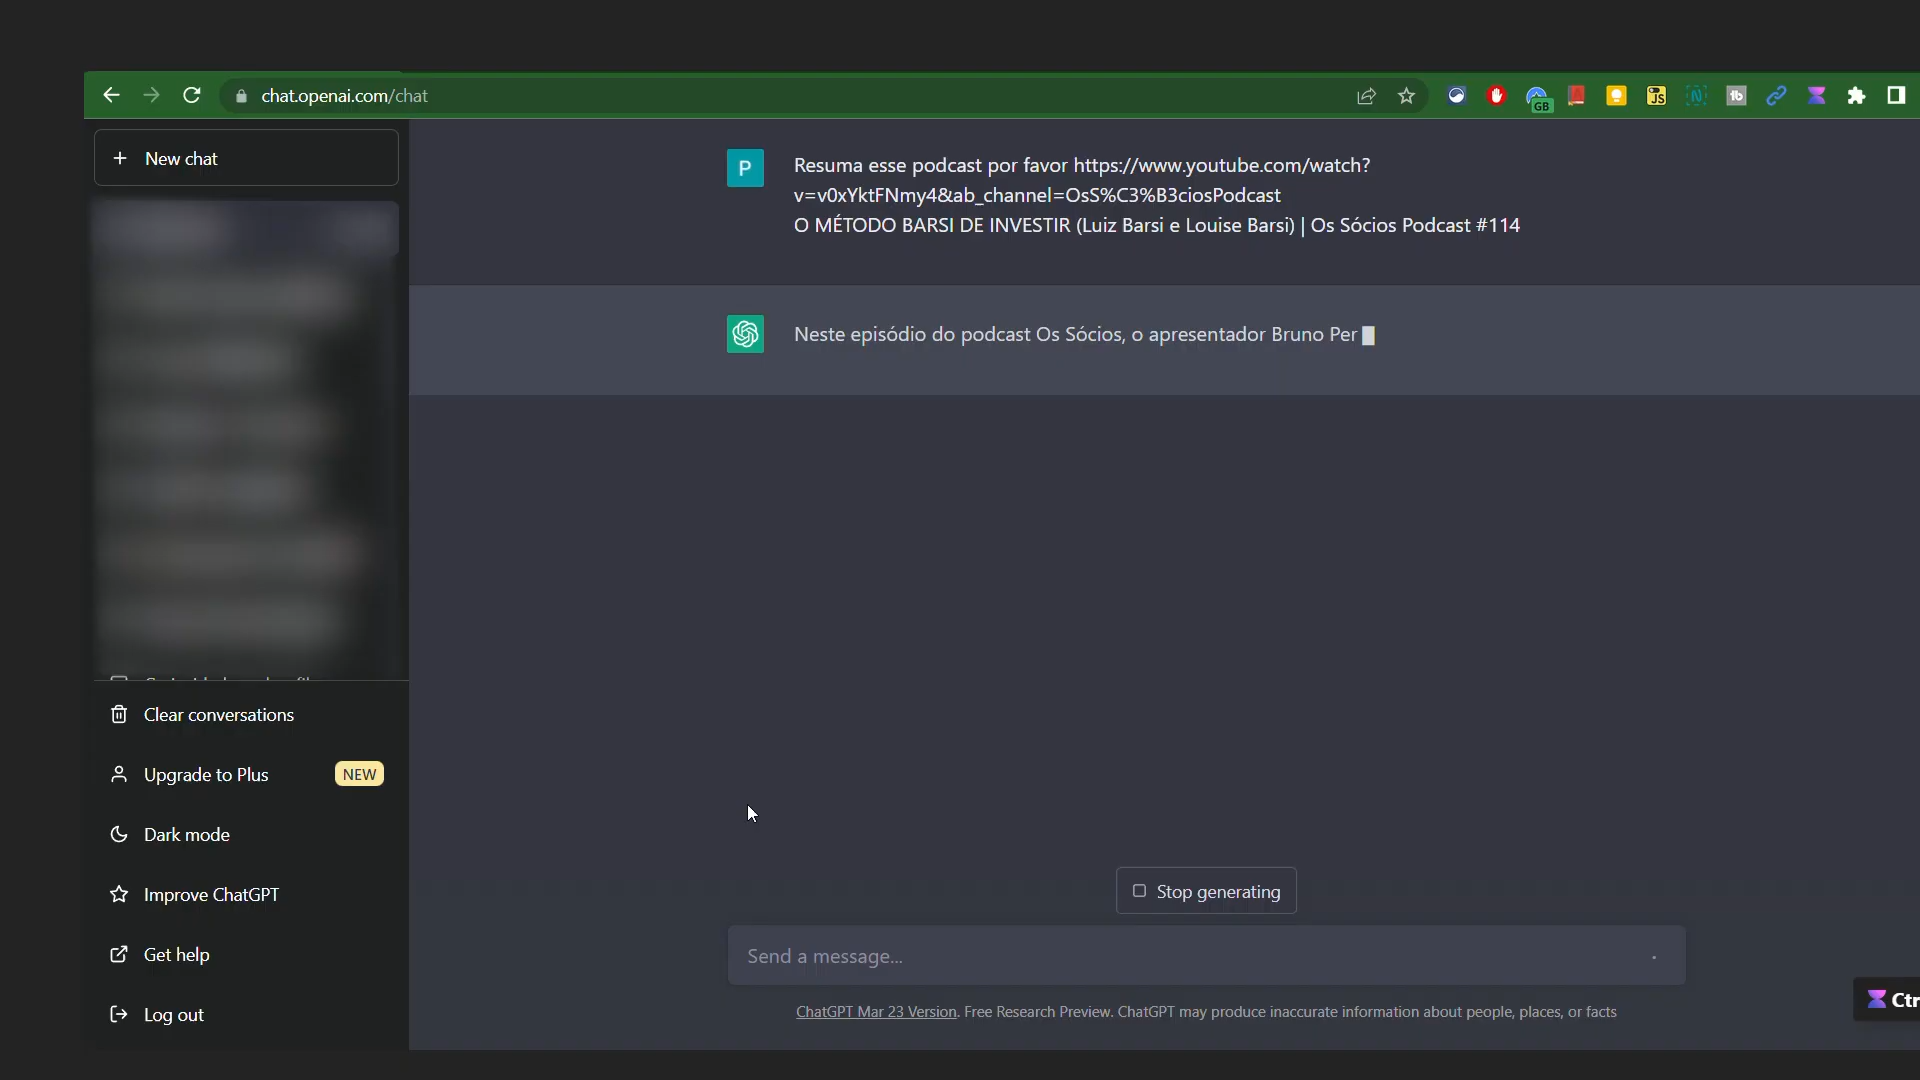 chat.openai.com/chat
GB
JS
N
tb
New chat
P
Resuma esse podcast por favor https://www.youtube.com/watch?
v=v0xYktFNmy4&ab_channel=OsS%C3%B3ciosPodcast
O MÉTODO BARSI DE INVESTIR (Luiz Barsi e Louise Barsi) | Os Sócios Podcast #114
Neste episódio do podcast Os Sócios, o apresentador Bruno Per
Clear conversations
Upgrade to Plus NEW
Dark mode
Improve ChatGPT
Get help
Log out
Stop generating
Send a message...
ChatGPT Mar 23 Version. Free Research Preview. ChatGPT may produce inaccurate information about people, places, or facts
Ctr